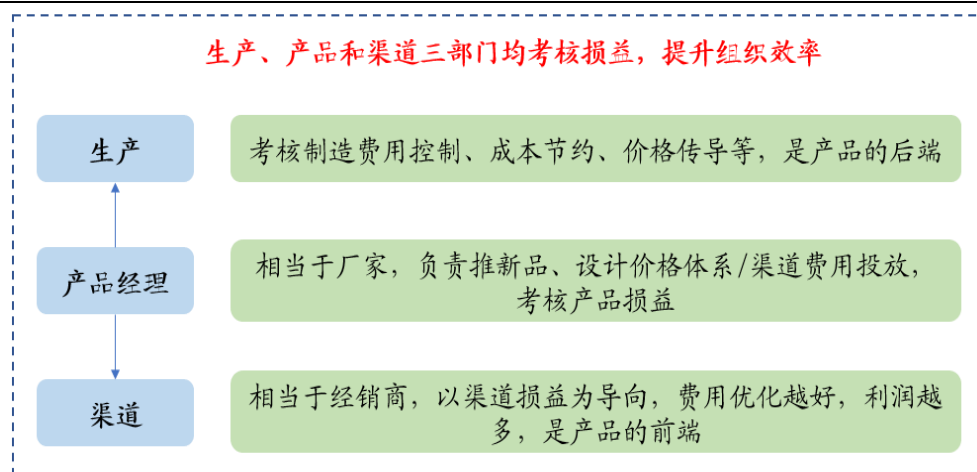 生产、产品和渠道三部门均考核损益，提升组织效率
生产
考核制造费用控制、成本节约、价格传导等，是产品的后端
产品经理
相当于厂家，负责推新品、设计价格体系/渠道费用投放，
考核产品损益
渠道
相当于经销商，以渠道损益为导向，费用优化越好，利润越
多，是产品的前端